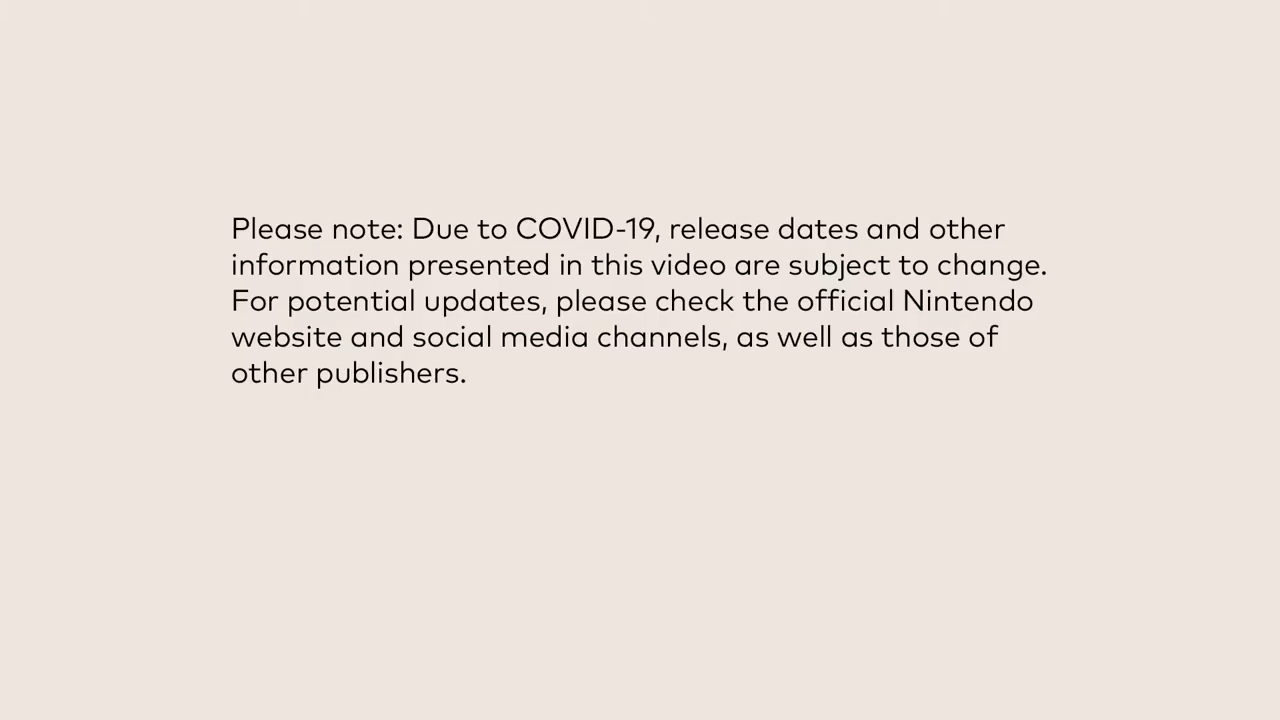 Please note: Due to COVID-19, release dates and other
information presented in this video are subject to change.
For potential updates, please check the official Nintendo
website and social media channels, as well as those of
other publishers.